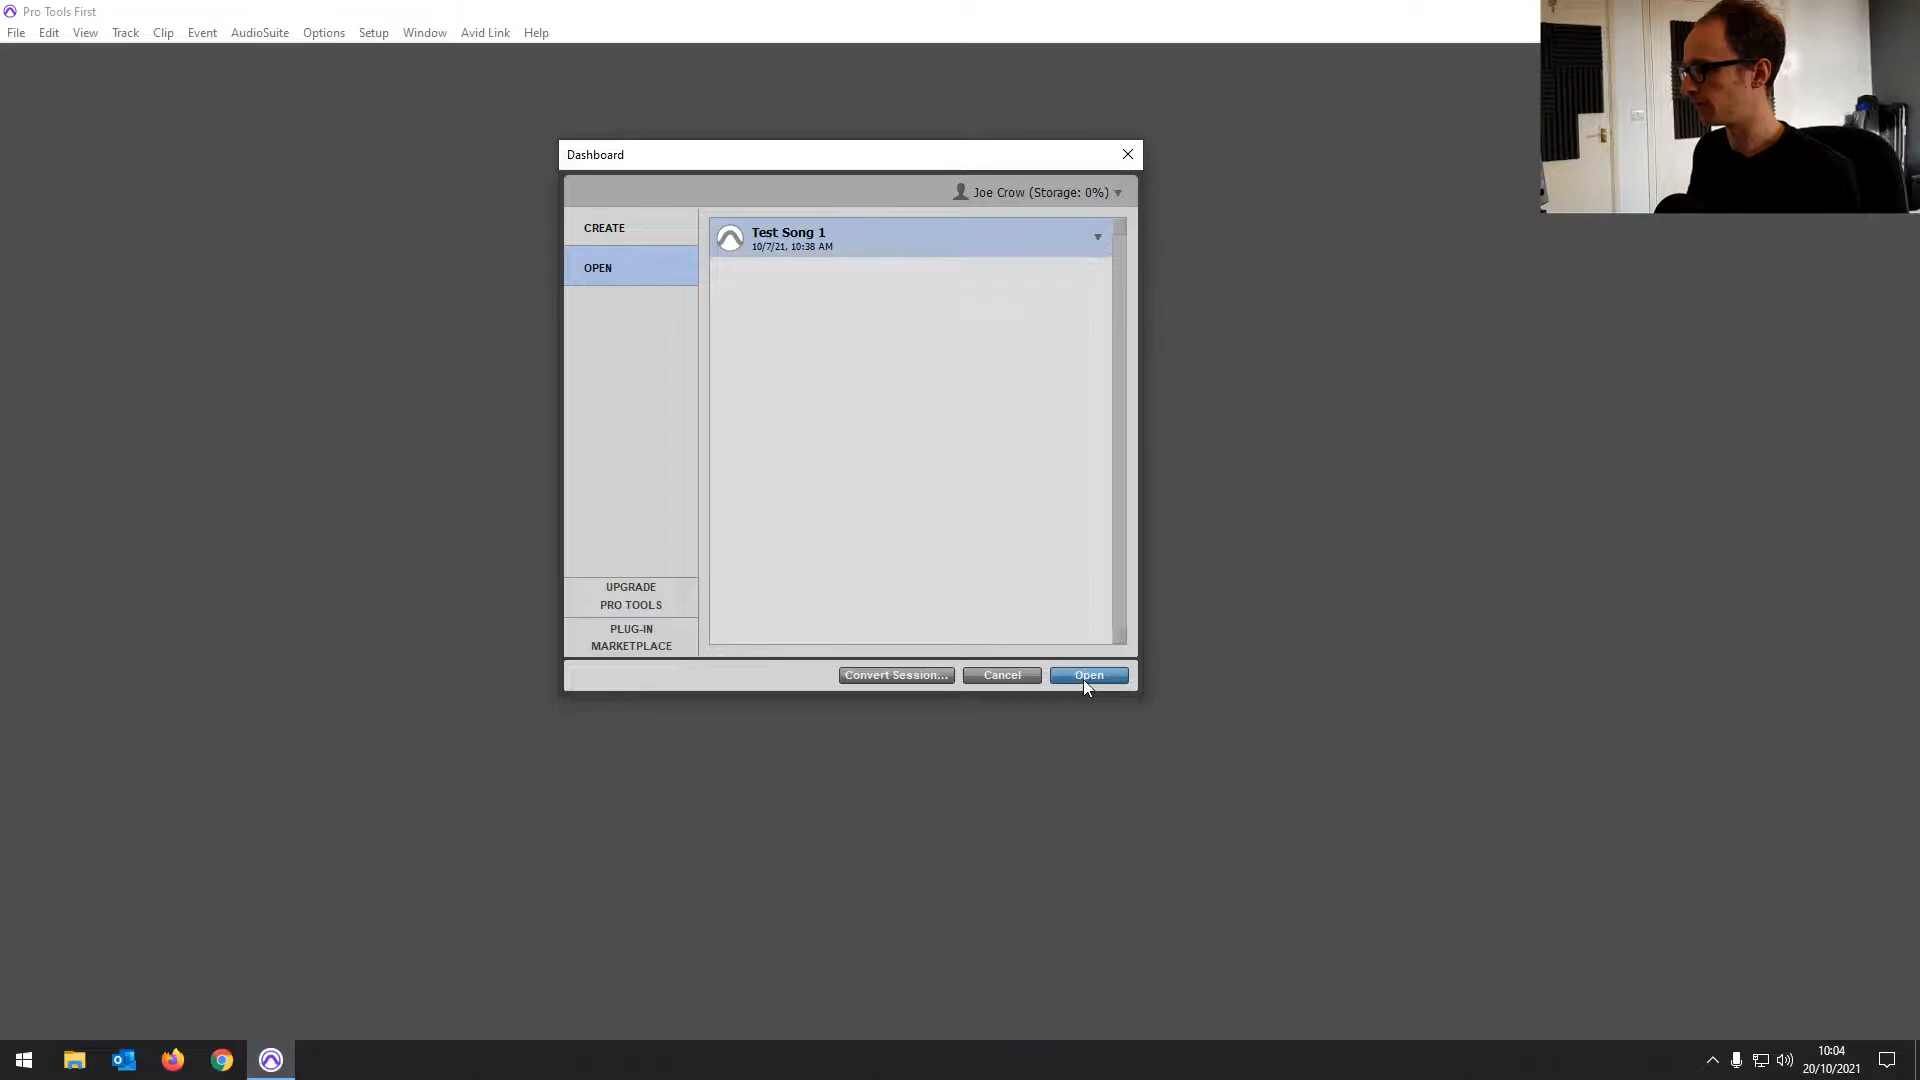 Pro Tools First
File Edit View Track Clip Event AudioSuite Options Setup Window Avid Link Help
Dashboard
Joe Crow (Storage: 0%)
CREATE
OPEN
Test Song 1
10/7/21, 10:38 AM
UPGRADE
PRO TOOLS
PLUG-IN
MARKETPLACE
Convert Session... Cancel Open
10:04
20/10/2021